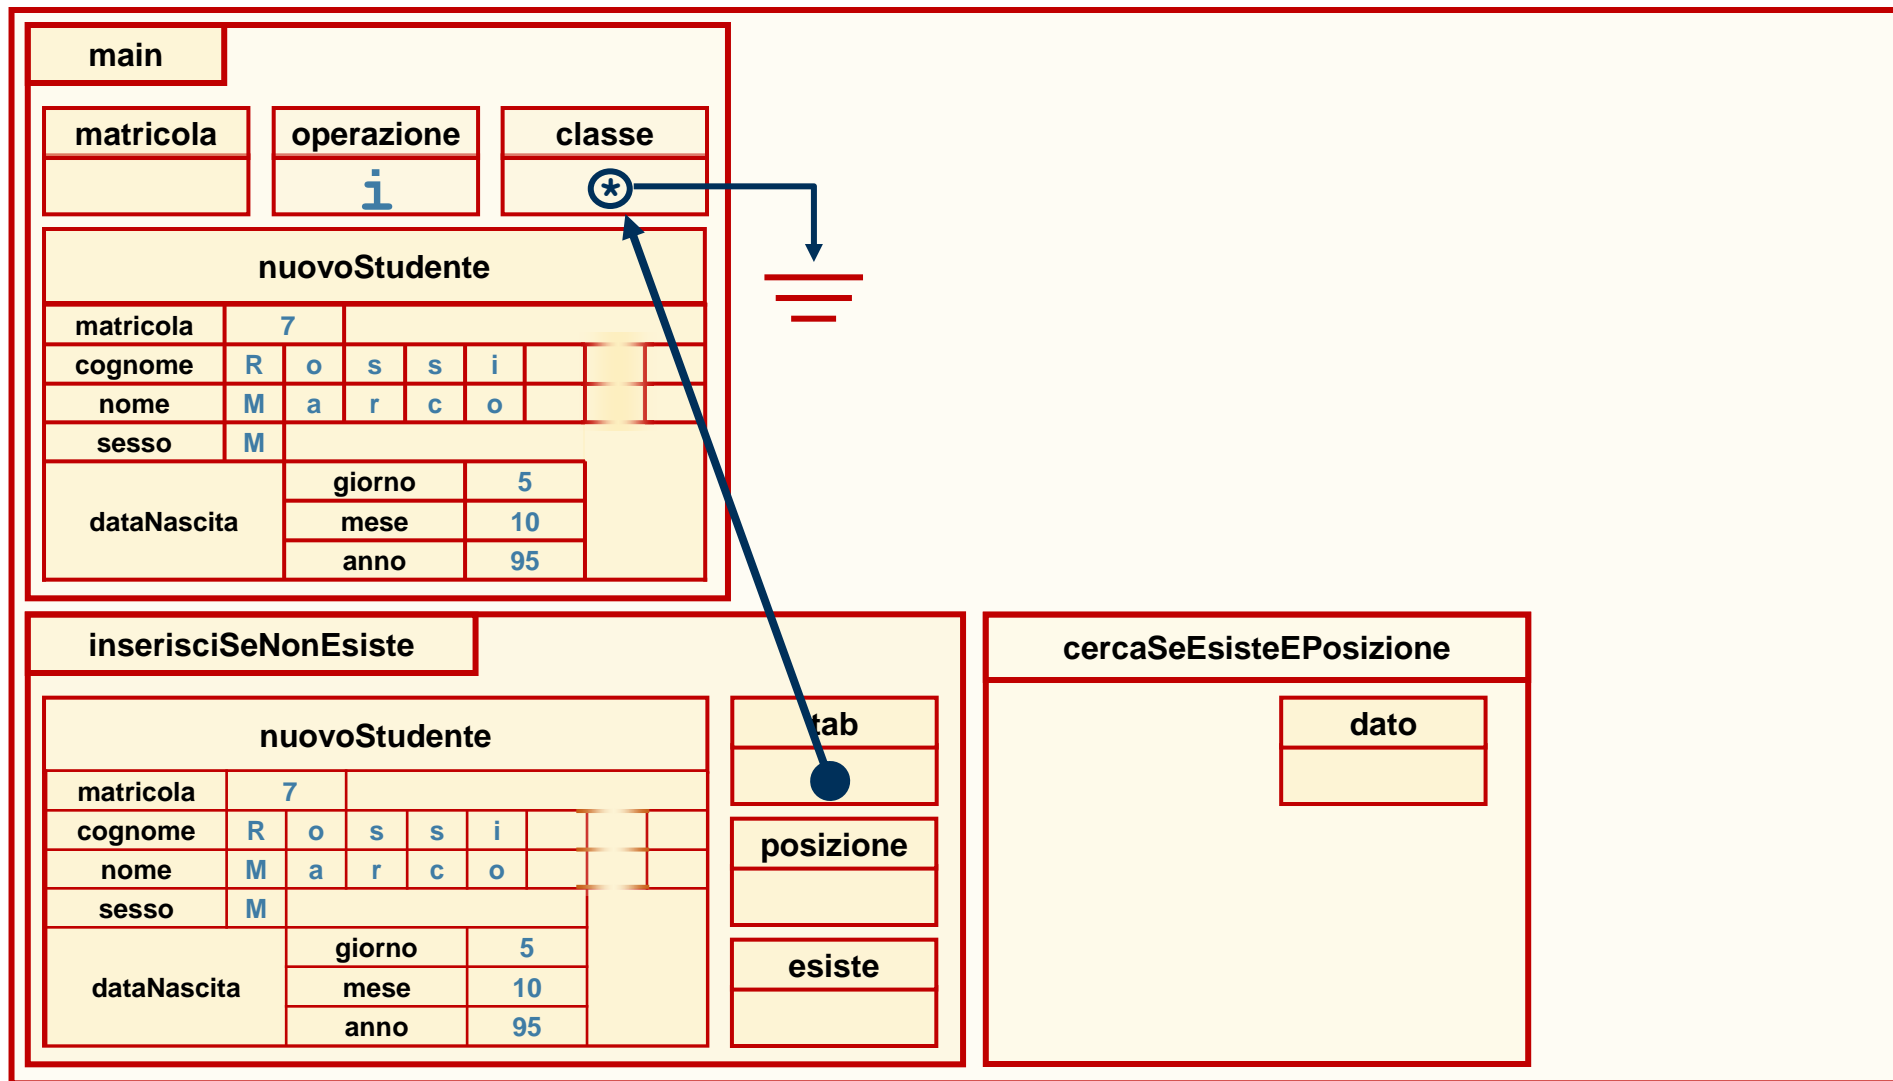 main
matricola operazione classe
i *
nuovoStudente
matricola 7
cognome R o s s i
nome M a r c o
sesso M
dataNascita
giorno 5
mese 10
anno 95
inserisciSeNonEsiste
nuovoStudente
matricola 7
cognome R o s s i
nome M a r c o
sesso M
dataNascita
giorno 5
mese 10
anno 95
tab
posizione
esiste
cercaSeEsisteEPosizione
dato